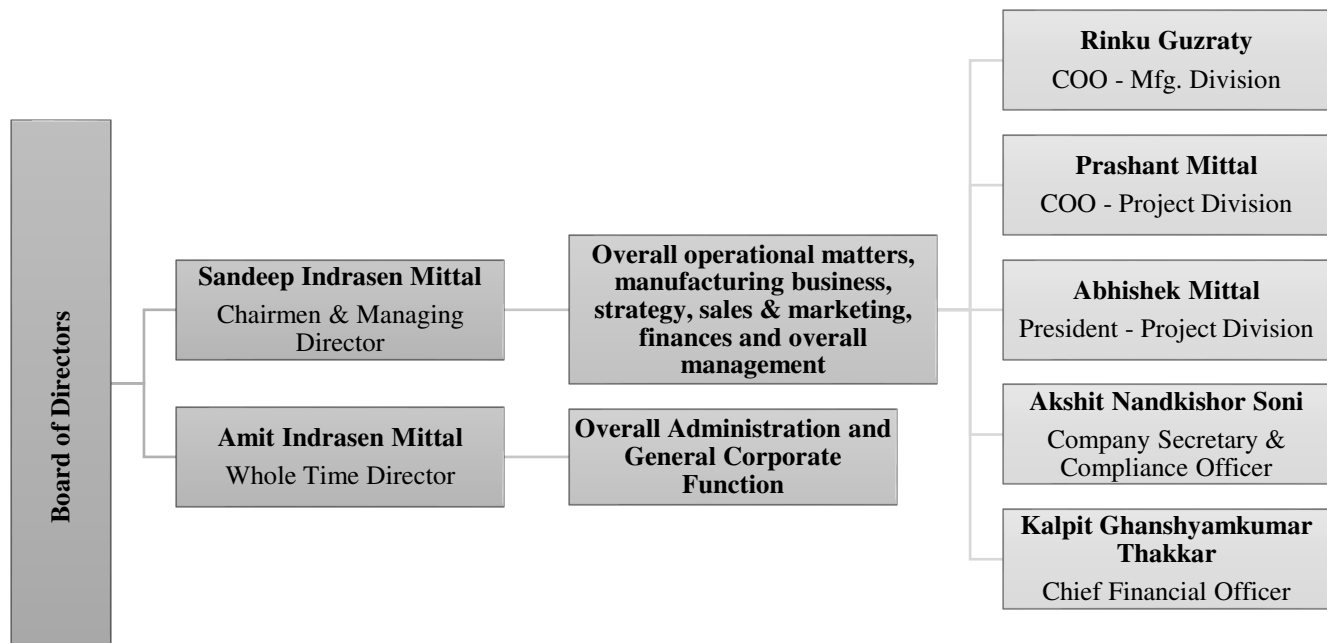 Board of Directors
Sandeep Indrasen Mittal
Chairmen & Managing
Director
Amit Indrasen Mittal
Whole Time Director
Overall operational matters,
manufacturing business,
strategy, sales & marketing,
finances and overall
management
Overall Administration and
General Corporate
Function
Rinku Guzraty
COO - Mfg. Division
Prashant Mittal
COO - Project Division
Abhishek Mittal
President - Project Division
Akshit Nandkishor Soni
Company Secretary &
Compliance Officer
Kalpit Ghanshyamkumar
Thakkar
Chief Financial Officer